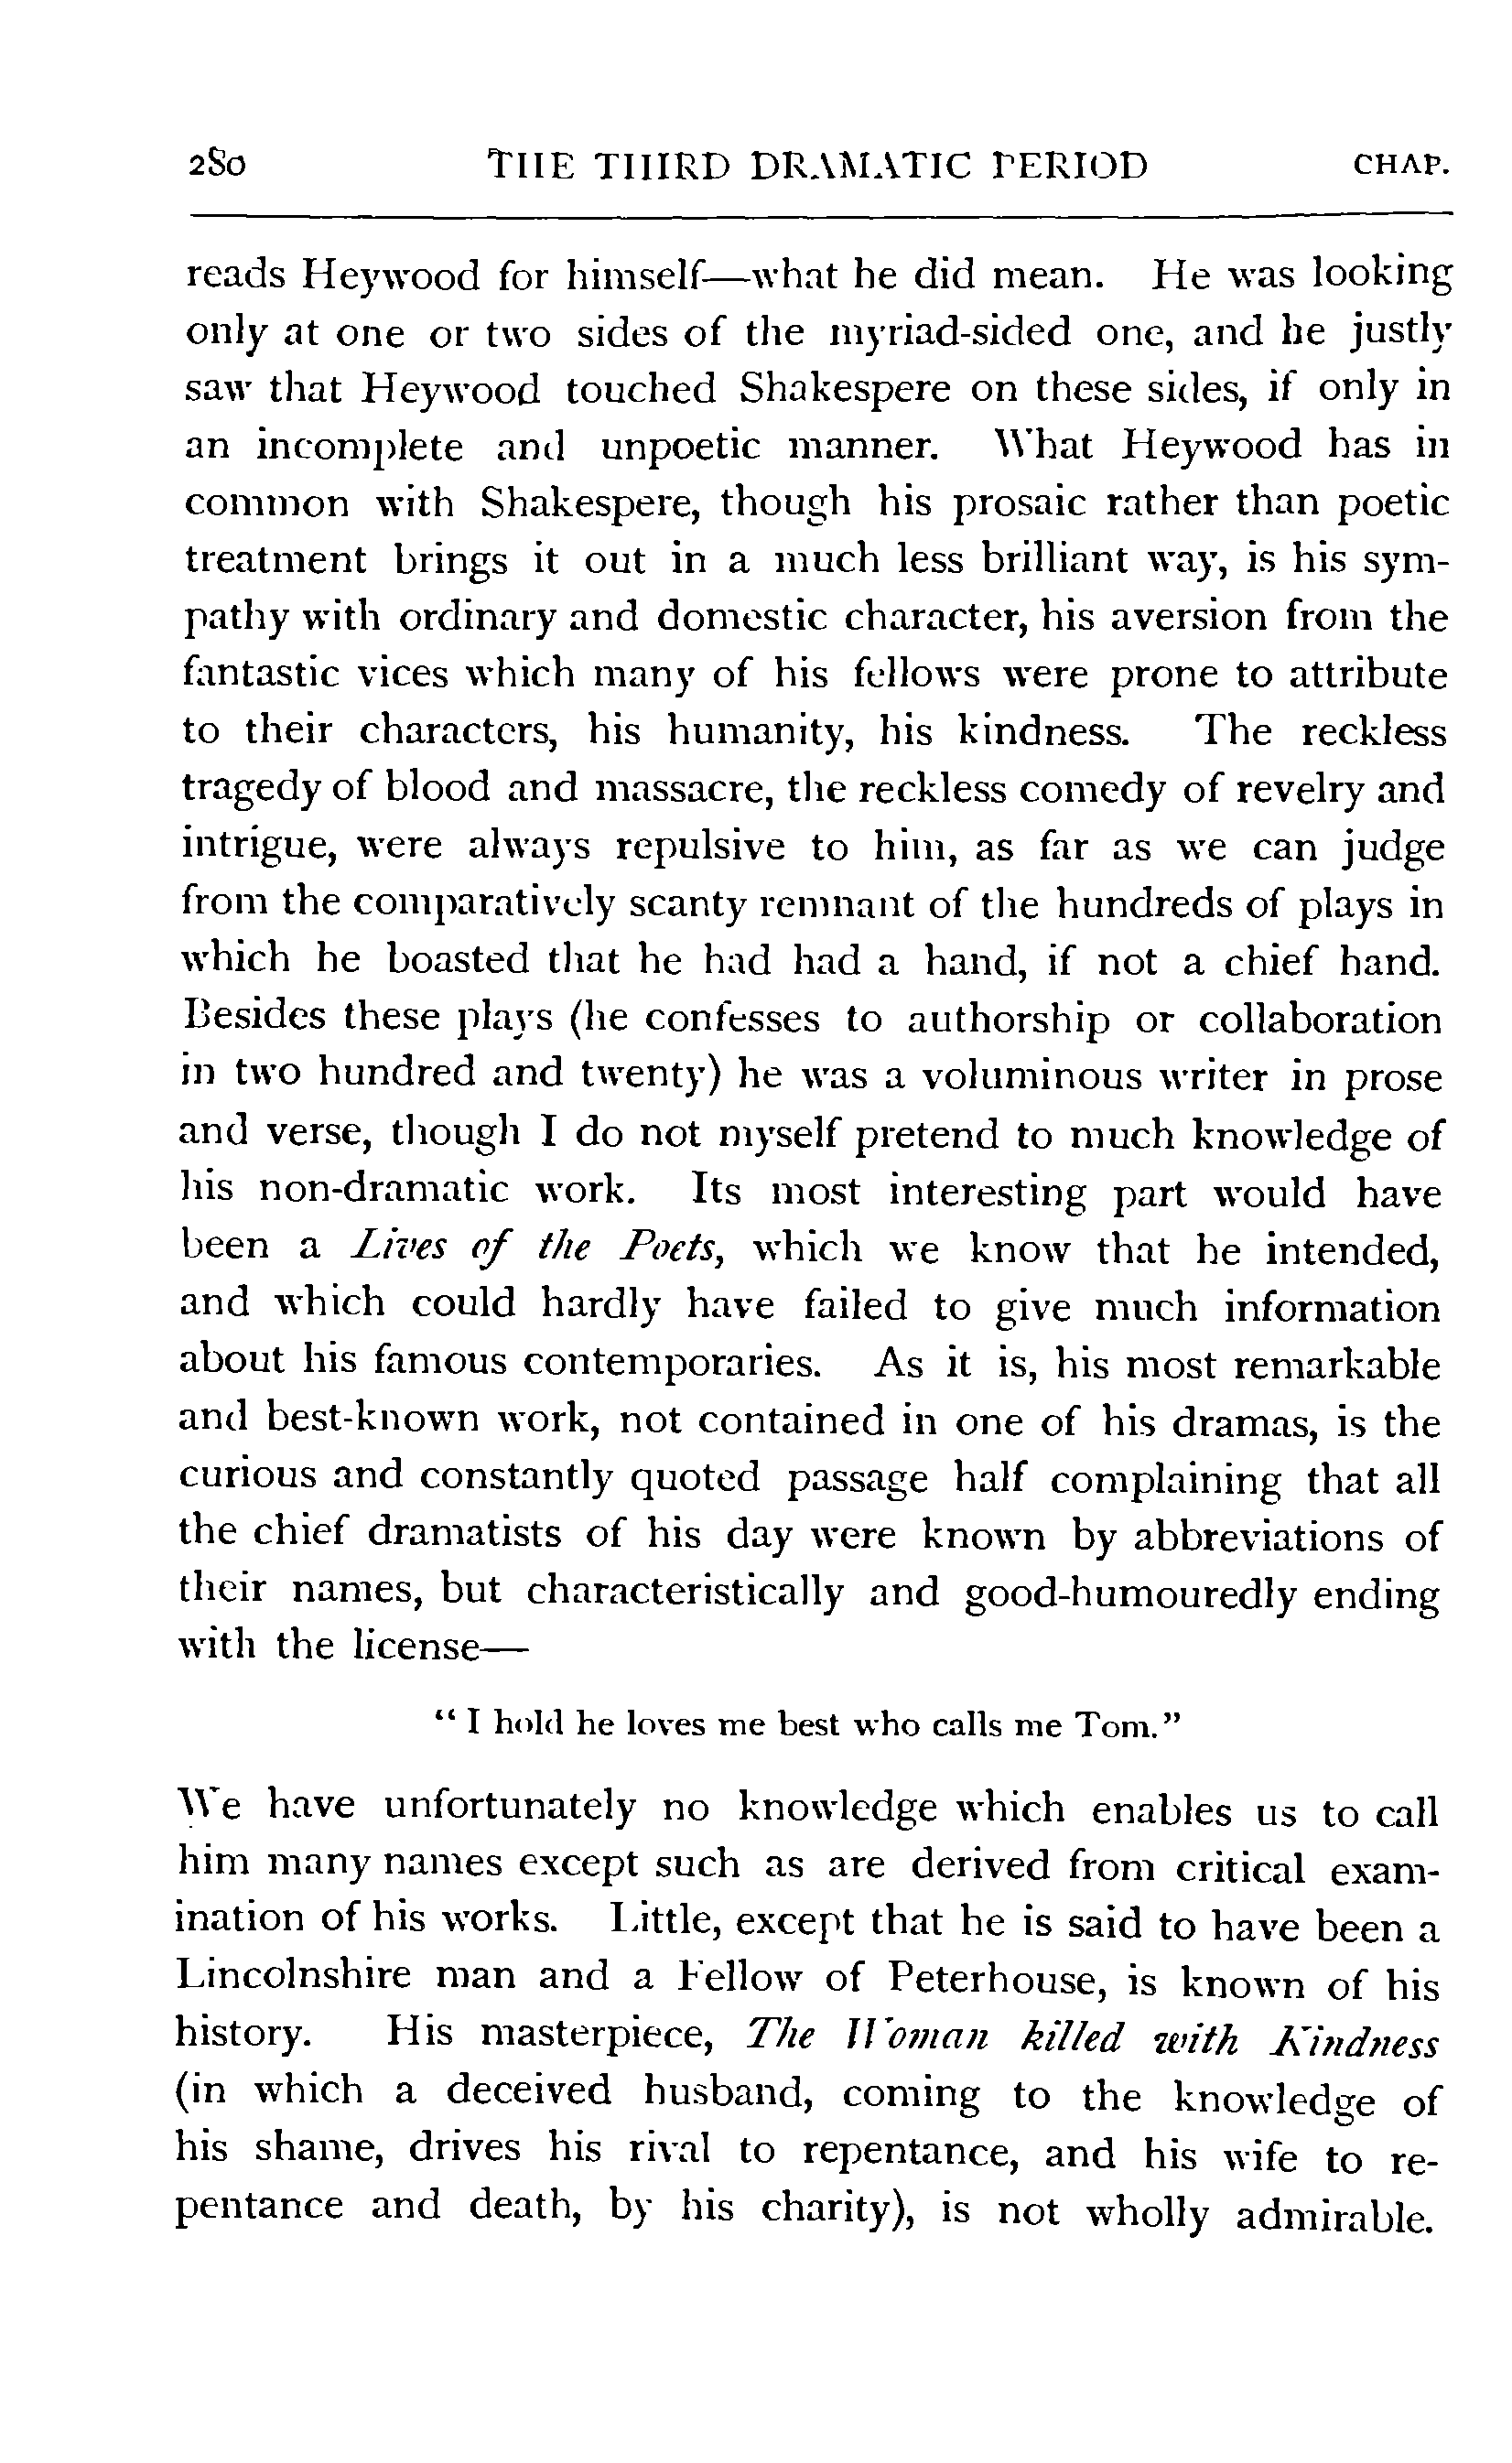 280 THE THIRD DRAMATIC PERIOD CHAP.
reads Heywood for himself—what he did mean. He was looking
only at one or two sides of the myriad-sided one, and he justly
saw that Heywood touched Shakespere on these sides, if only in
an incomplete and unpoetic manner. What Heywood has in
common with Shakespere, though his prosaic rather than poetic
treatment brings it out in a much less brilliant way, is his sym-
pathy with ordinary and domestic character, his aversion from the
fantastic vices which many of his fellows were prone to attribute
to their characters, his humanity, his kindness. The reckless
tragedy of blood and massacre, the reckless comedy of revelry and
intrigue, were always repulsive to him, as far as we can judge
from the comparatively scanty remnant of the hundreds of plays in
which he boasted that he had had a hand, if not a chief hand.
Besides these plays (he confesses to authorship or collaboration
in two hundred and twenty) he was a voluminous writer in prose
and verse, though I do not myself pretend to much knowledge of
his non-dramatic work. Its most interesting part would have
been a Lives of the Poets, which we know that he intended,
and which could hardly have failed to give much information
about his famous contemporaries. As it is, his most remarkable
and best-known work, not contained in one of his dramas, is the
curious and constantly quoted passage half complaining that all
the chief dramatists of his day were known by abbreviations of
their names, but characteristically and good-humouredly ending
with the license—
“I hold he loves me best who calls me Tom.”
We have unfortunately no knowledge which enables us to call
him many names except such as are derived from critical exam-
ination of his works. Little, except that he is said to have been a
Lincolnshire man and a Fellow of Peterhouse, is known of his
history. His masterpiece, The Woman killed with Kindness
(in which a deceived husband, coming to the knowledge of
his shame, drives his rival to repentance, and his wife to re-
pentance and death, by his charity), is not wholly admirable.